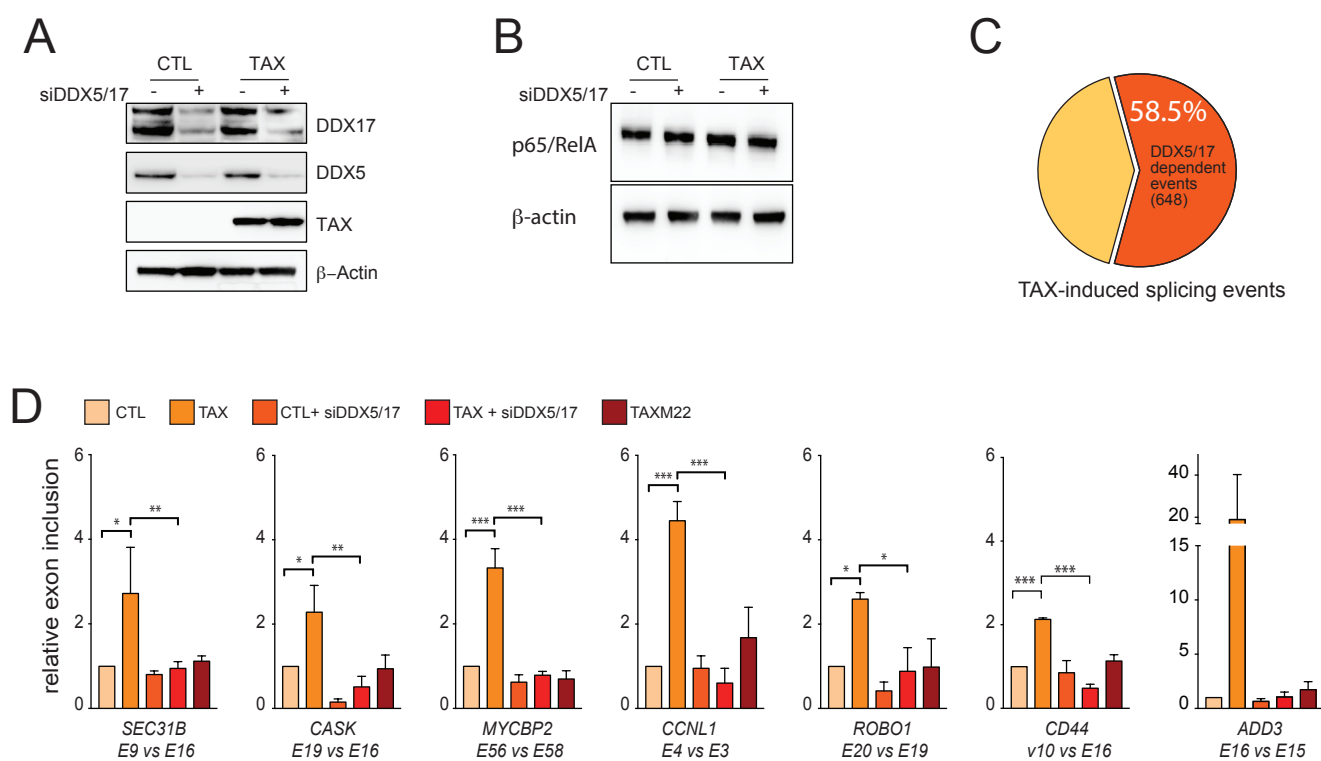 A
CTL TAX
siDDX5/17 - + - +
DDX17
DDX5
TAX
β-Actin
B
CTL TAX
siDDX5/17 - + - +
p65/RelA
β-actin
C
58.5%
DDX5/17
dependent
events
(648)
TAX-induced splicing events
D
CTL TAX CTL+ siDDX5/17 TAX + siDDX5/17 TAXM22
relative exon inclusion
6
4
2
0
* **
SEC31B
E9 vs E16
6
4
2
0
* **
CASK
E19 vs E16
6
4
2
0
*** ***
MYCBP2
E56 vs E58
6
4
2
0
*** ***
CCNL1
E4 vs E3
6
4
2
0
* *
ROBO1
E20 vs E19
6
4
2
0
*** ***
CD44
v10 vs E16
40
20
15
10
5
0
ADD3
E16 vs E15